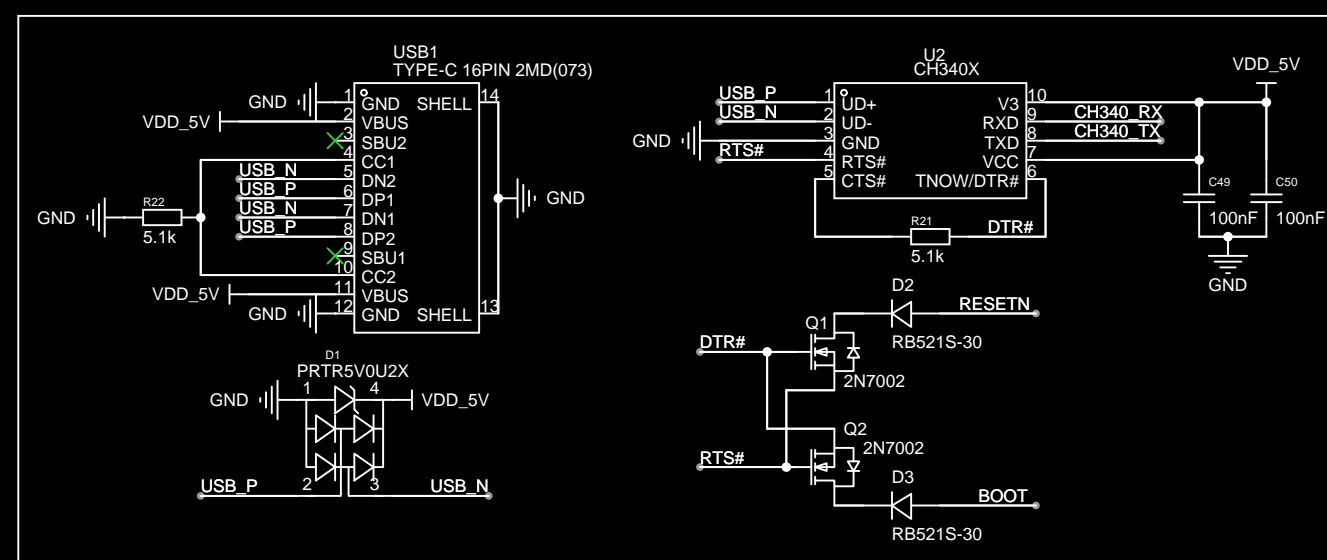 USB1
TYPE-C 16PIN 2MD(073)
GND
VDD_5V
1
2
3
4
5
6
7
8
9
10
11
12
GND
VBUS
SBU2
CC1
DN2
DP1
DN1
DP2
SBU1
CC2
VBUS
GND
SHELL
14
SHELL
13
GND
USB_N
USB_P
USB_N
USB_P
GND
R22
5.1k
VDD_5V
GND
D1
PRTR5V0U2X
GND
1
4
VDD_5V
USB_P
2
3
USB_N
U2
CH340X
USB_P
USB_N
GND
RTS#
1
2
3
4
5
UD+
UD-
GND
RTS#
CTS#
V3
RXD
TXD
VCC
TNOW/DTR#
10
9
8
7
6
CH340_RX
CH340_TX
VDD_5V
R21
5.1k
DTR#
C49
100nF
C50
100nF
GND
D2
RESETN
RB521S-30
Q1
DTR#
2N7002
Q2
2N7002
RTS#
D3
BOOT
RB521S-30